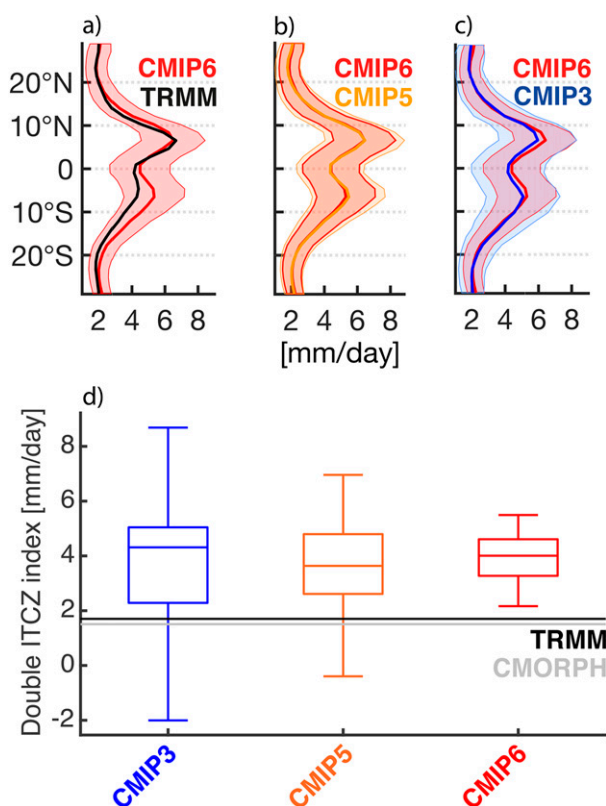 a)
b)
c)
CMIP6
TRMM
CMIP6
CMIP5
CMIP6
CMIP3
20°N
10°N
0
10°S
20°S
2 4 6 8
2 4 6 8
2 4 6 8
[mm/day]
d)
Double ITCZ index [mm/day]
8
6
4
2
0
-2
TRMM
CMORPH
CMIP3
CMIP5
CMIP6